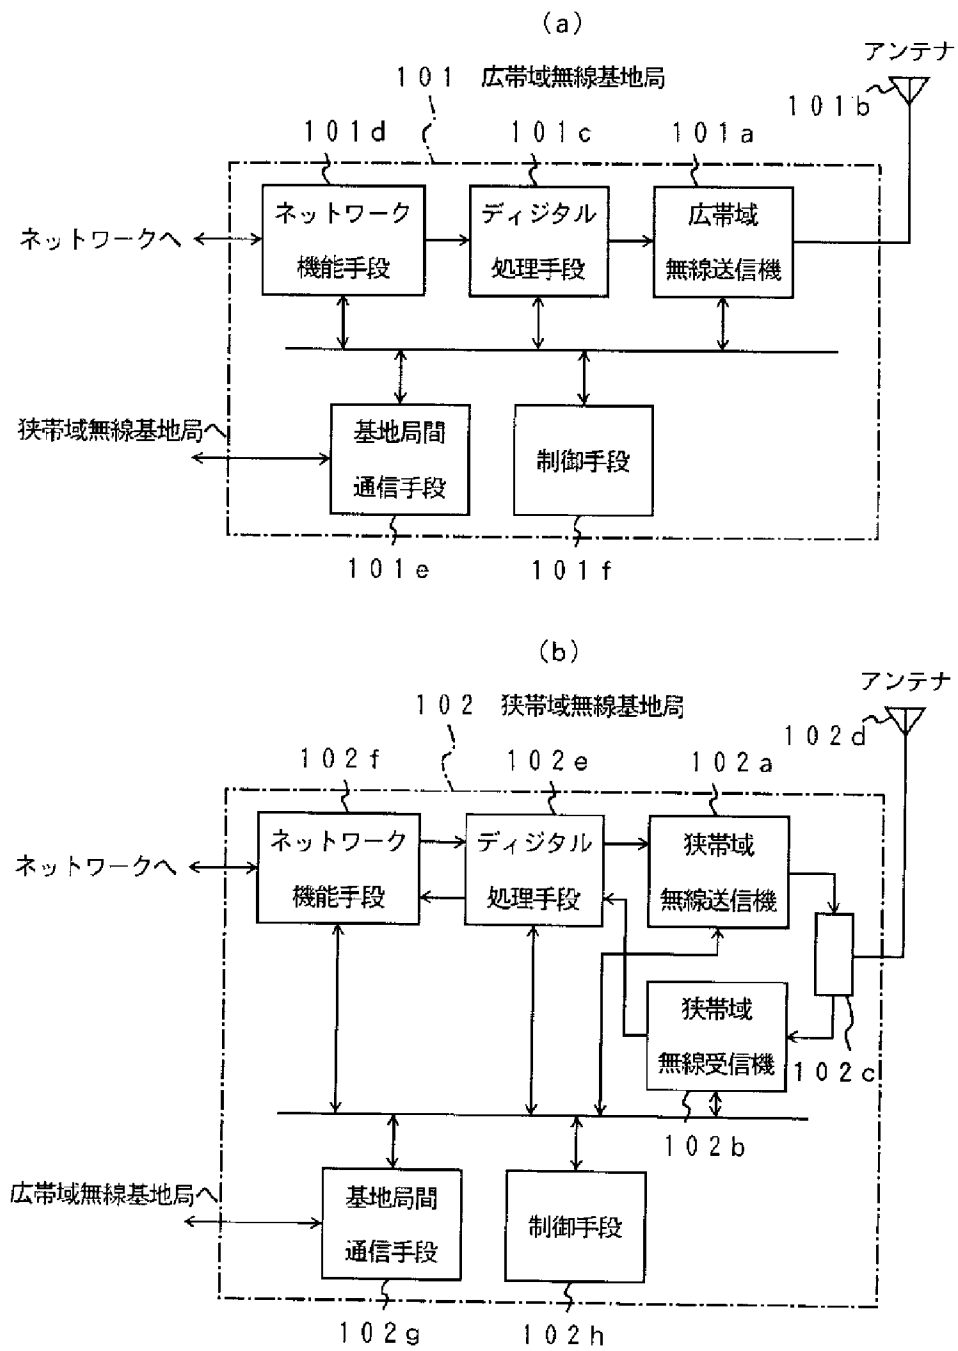 (a)
アンテナ
101 広帯域無線基地局
101b
101d
101c
101a
ネットワーク
機能手段
ディジタル
処理手段
広帯域
無線送信機
ネットワークへ
狭帯域無線基地局へ
基地局間
通信手段
制御手段
101e
101f
(b)
アンテナ
102 狭帯域無線基地局
102d
102f
102e
102a
ネットワーク
機能手段
ディジタル
処理手段
狭帯域
無線送信機
ネットワークへ
狭帯域
無線受信機
102c
102b
広帯域無線基地局へ
基地局間
通信手段
制御手段
102g
102h